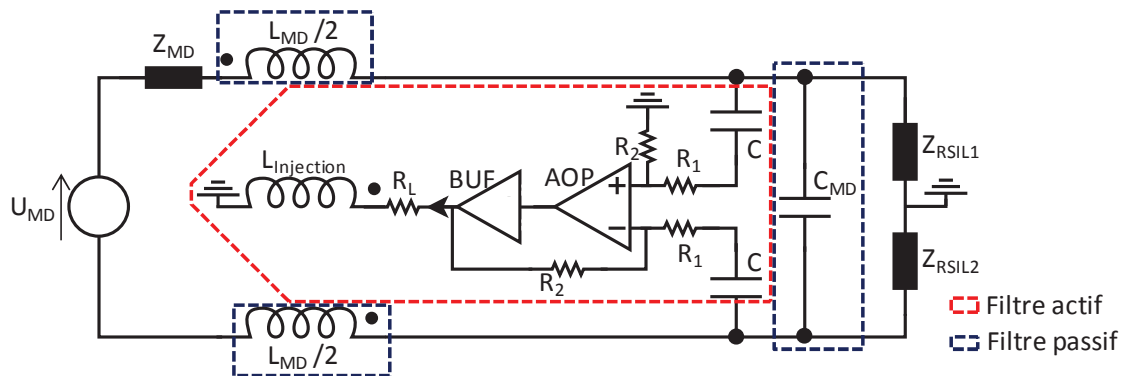 Z_MD
L_MD /2
L_Injection
R_L
BUF
AOP
R_2
R_1
C
U_MD
R_2
R_1
C
C_MD
Z_RSIL1
Z_RSIL2
L_MD /2
Filtre actif
Filtre passif